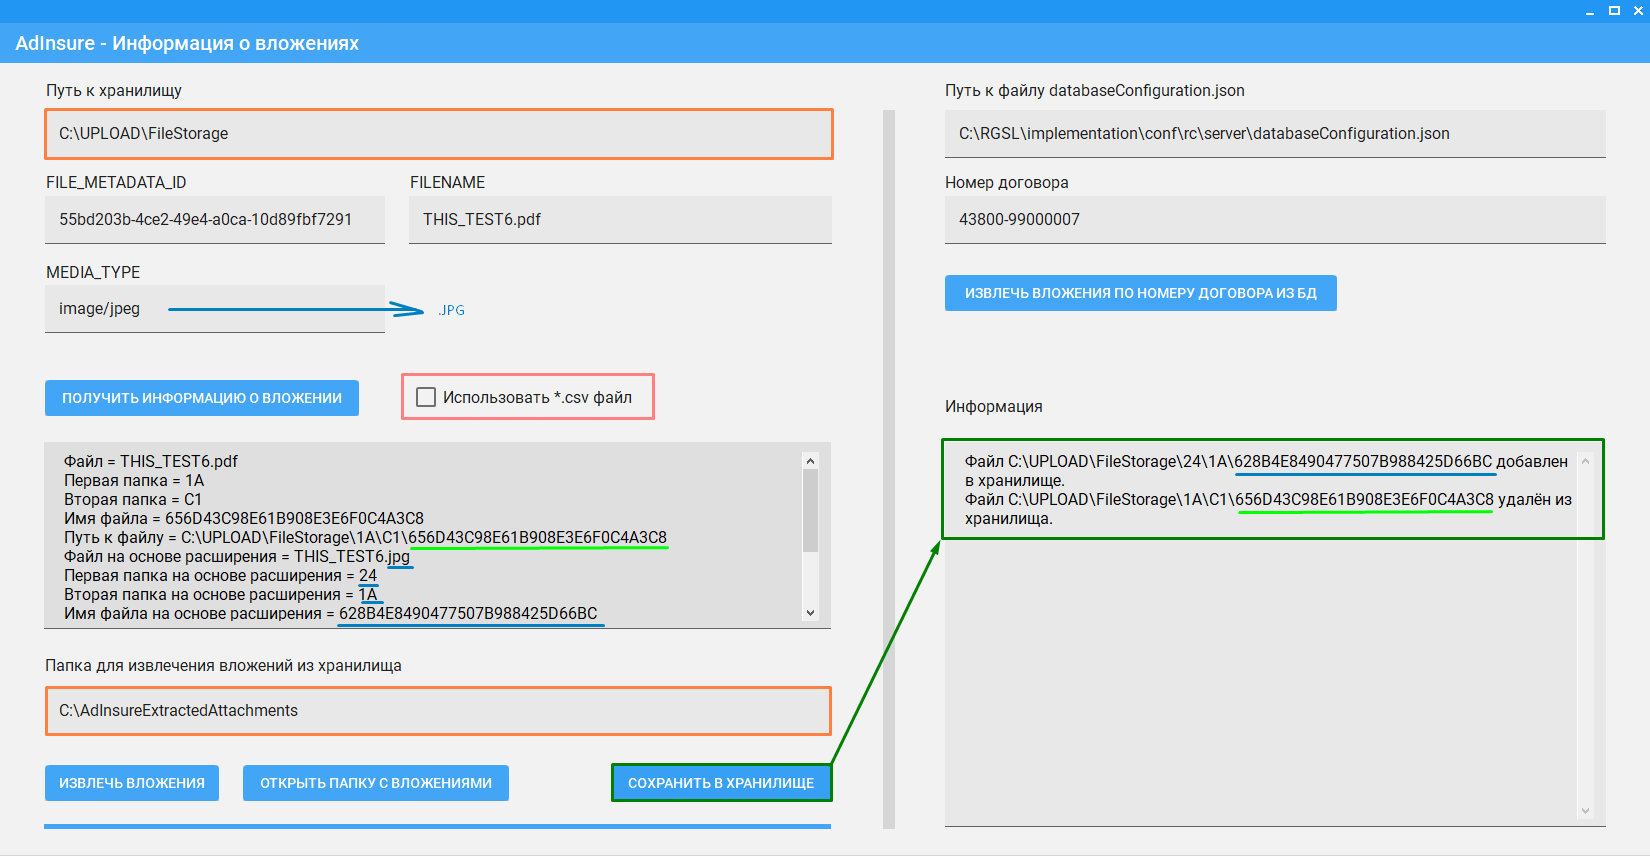 AdInsure - Информация о вложениях
Путь к хранилищу
C:\UPLOAD\FileStorage
FILE_METADATA_ID
FILENAME
55bd203b-4ce2-49e4-a0ca-10d89fbf7291
THIS_TEST6.pdf
MEDIA_TYPE
image/jpeg
.JPG
ПОЛУЧИТЬ ИНФОРМАЦИЮ О ВЛОЖЕНИИ
Использовать *.csv файл
Файл = THIS_TEST6.pdf
Первая папка = 1A
Вторая папка = C1
Имя файла = 656D43C98E61B908E3E6F0C4A3C8
Путь к файлу = C:\UPLOAD\FileStorage\1A\C1\656D43C98E61B908E3E6F0C4A3C8
Файл на основе расширения = THIS_TEST6.jpg
Первая папка на основе расширения = 24
Вторая папка на основе расширения = 1A
Имя файла на основе расширения = 628B4E8490477507B988425D66BC
Папка для извлечения вложений из хранилища
C:\AdInsureExtractedAttachments
ИЗВЛЕЧЬ ВЛОЖЕНИЯ
ОТКРЫТЬ ПАПКУ С ВЛОЖЕНИЯМИ
СОХРАНИТЬ В ХРАНИЛИЩЕ
Путь к файлу databaseConfiguration.json
C:\RGSL\implementation\conf\rc\server\databaseConfiguration.json
Номер договора
43800-99000007
ИЗВЛЕЧЬ ВЛОЖЕНИЯ ПО НОМЕРУ ДОГОВОРА ИЗ БД
Информация
Файл C:\UPLOAD\FileStorage\24\1A\628B4E8490477507B988425D66BC добавлен
в хранилище.
Файл C:\UPLOAD\FileStorage\1A\C1\656D43C98E61B908E3E6F0C4A3C8 удалён из
хранилища.